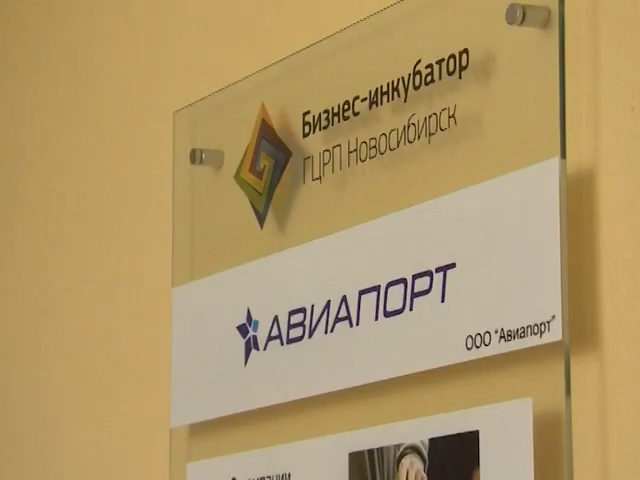 Бизнес-инкубатор
ГЦРП Новосибирск
АВИАПОРТ
ООО "Авиапорт"